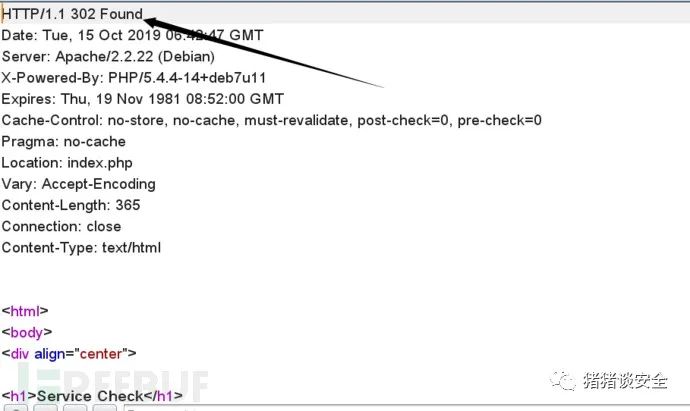 HTTP/1.1 302 Found
Date: Tue, 15 Oct 2019 06:42:47 GMT
Server: Apache/2.2.22 (Debian)
X-Powered-By: PHP/5.4.4-14+deb7u11
Expires: Thu, 19 Nov 1981 08:52:00 GMT
Cache-Control: no-store, no-cache, must-revalidate, post-check=0, pre-check=0
Pragma: no-cache
Location: index.php
Vary: Accept-Encoding
Content-Length: 365
Connection: close
Content-Type: text/html
<html>
<body>
<div align="center">
<h1>Service Check</h1>
REEBUF
猪猪谈安全